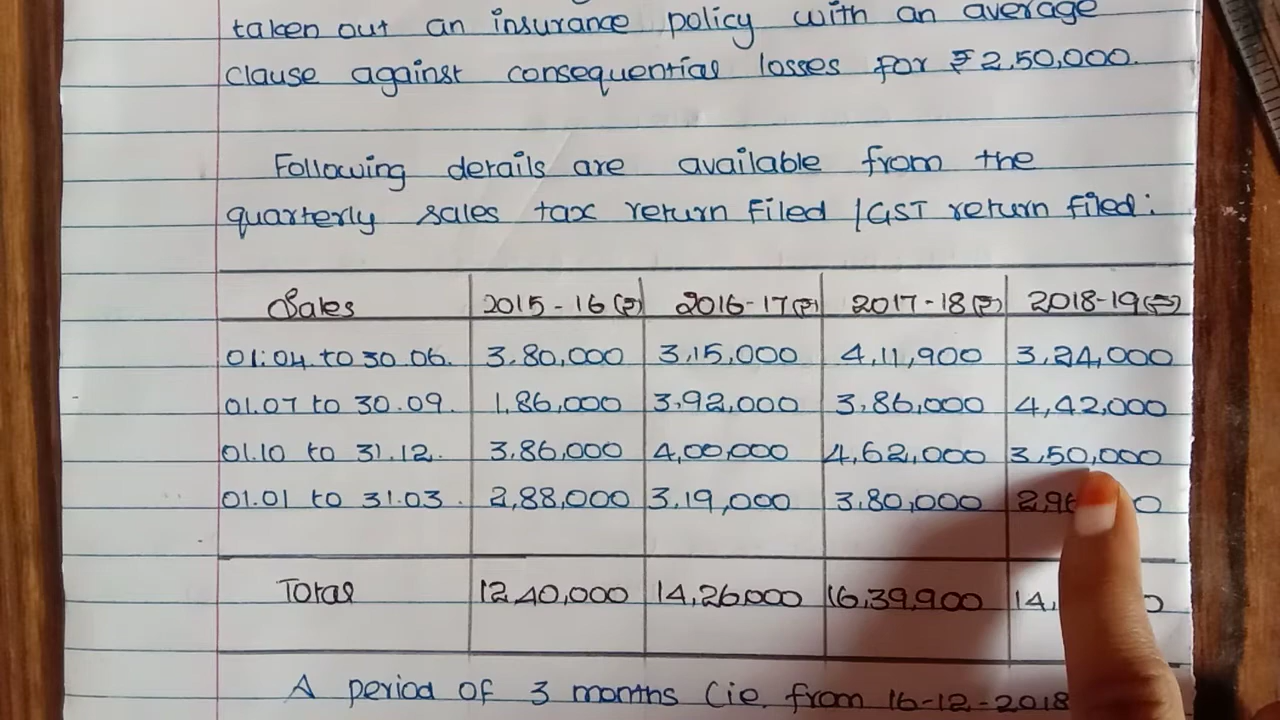 taken out an insurance policy with an average
clause against consequential losses for ₹ 2,50,000.
Following details are available from the
quarterly sales tax return Filed /GST return filed:
Sales 2015-16 (₹) 2016-17 (₹) 2017-18 (₹) 2018-19 (₹)
01.04 to 30.06. 3,80,000 3,15,000 4,11,900 3,24,000
01.07 to 30.09. 1,86,000 3,92,000 3,86,000 4,42,000
01.10 to 31.12. 3,86,000 4,00,000 4,62,000 3,50,000
01.01 to 31.03. 2,88,000 3,19,000 3,80,000
Total 12,40,000 14,26,000 16,39,900
A period of 3 months (ie. from 16-12-2018